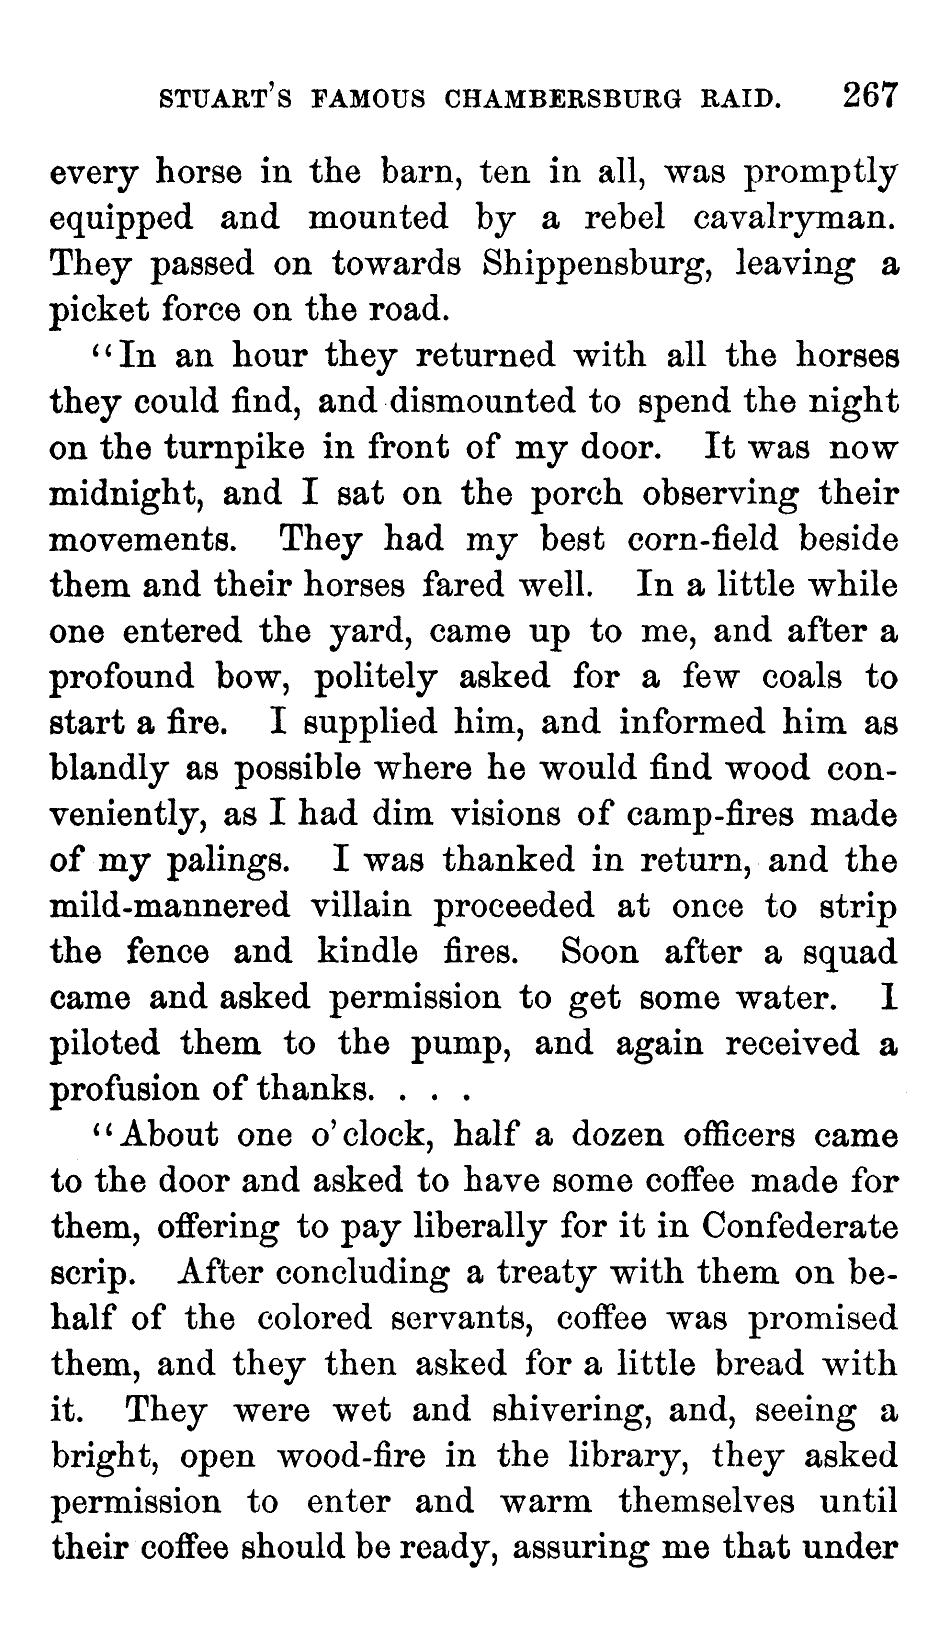 STUART'S FAMOUS CHAMBERSBURG RAID. 267
every horse in the barn, ten in all, was promptly
equipped and mounted by a rebel cavalryman.
They passed on towards Shippensburg, leaving a
picket force on the road.
“In an hour they returned with all the horses
they could find, and dismounted to spend the night
on the turnpike in front of my door. It was now
midnight, and I sat on the porch observing their
movements. They had my best corn-field beside
them and their horses fared well. In a little while
one entered the yard, came up to me, and after a
profound bow, politely asked for a few coals to
start a fire. I supplied him, and informed him as
blandly as possible where he would find wood con-
veniently, as I had dim visions of camp-fires made
of my palings. I was thanked in return, and the
mild-mannered villain proceeded at once to strip
the fence and kindle fires. Soon after a squad
came and asked permission to get some water. I
piloted them to the pump, and again received a
profusion of thanks. . . .
“About one o'clock, half a dozen officers came
to the door and asked to have some coffee made for
them, offering to pay liberally for it in Confederate
scrip. After concluding a treaty with them on be-
half of the colored servants, coffee was promised
them, and they then asked for a little bread with
it. They were wet and shivering, and, seeing a
bright, open wood-fire in the library, they asked
permission to enter and warm themselves until
their coffee should be ready, assuring me that under